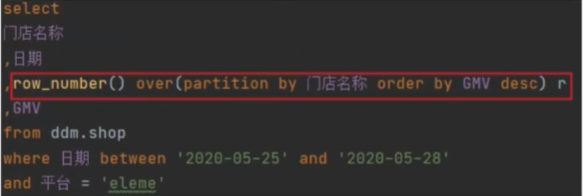 select
门店名称
,日期
,row_number() over(partition by 门店名称 order by GMV desc) r
,GMV
from ddm.shop
where 日期 between '2020-05-25' and '2020-05-28'
and 平台 = 'eleme'